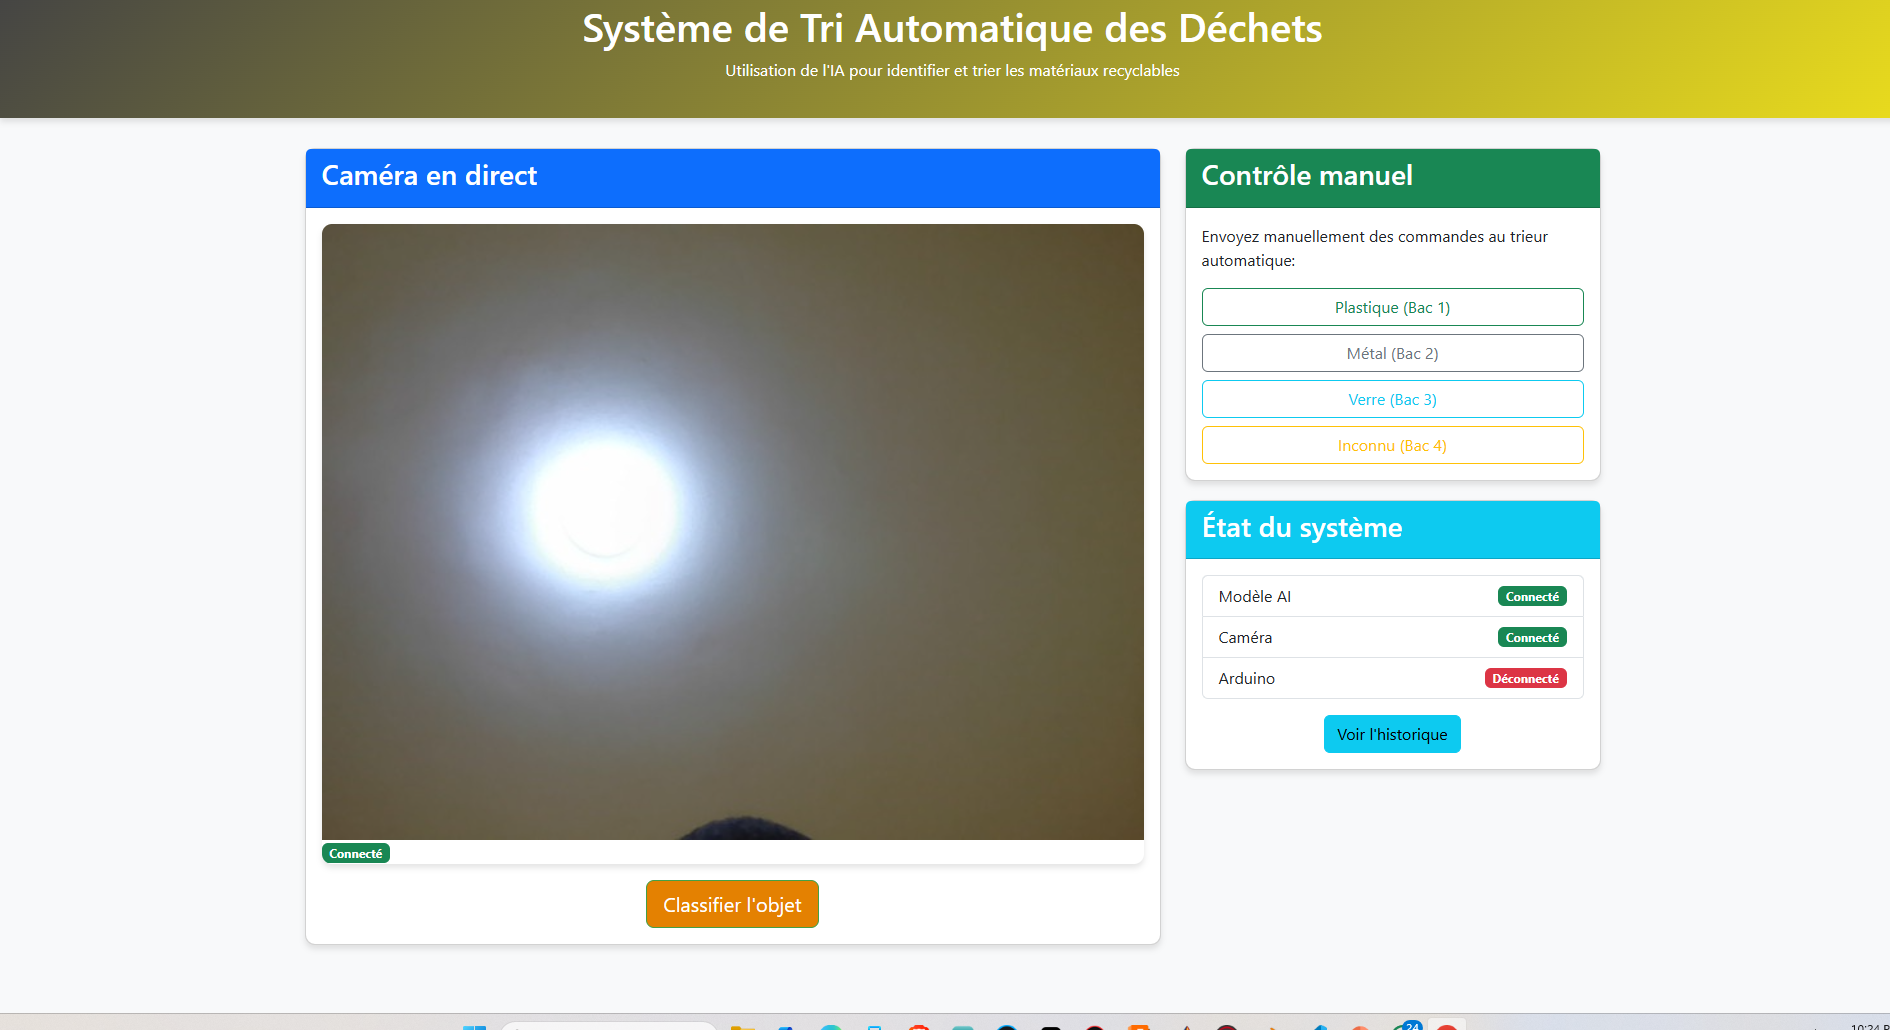 Système de Tri Automatique des Déchets
Utilisation de l'IA pour identifier et trier les matériaux recyclables
Caméra en direct
Connecté
Classifier l'objet
Contrôle manuel
Envoyez manuellement des commandes au trieur
automatique:
Plastique (Bac 1)
Métal (Bac 2)
Verre (Bac 3)
Inconnu (Bac 4)
État du système
Modèle AI Connecté
Caméra Connecté
Arduino Déconnecté
Voir l'historique
24